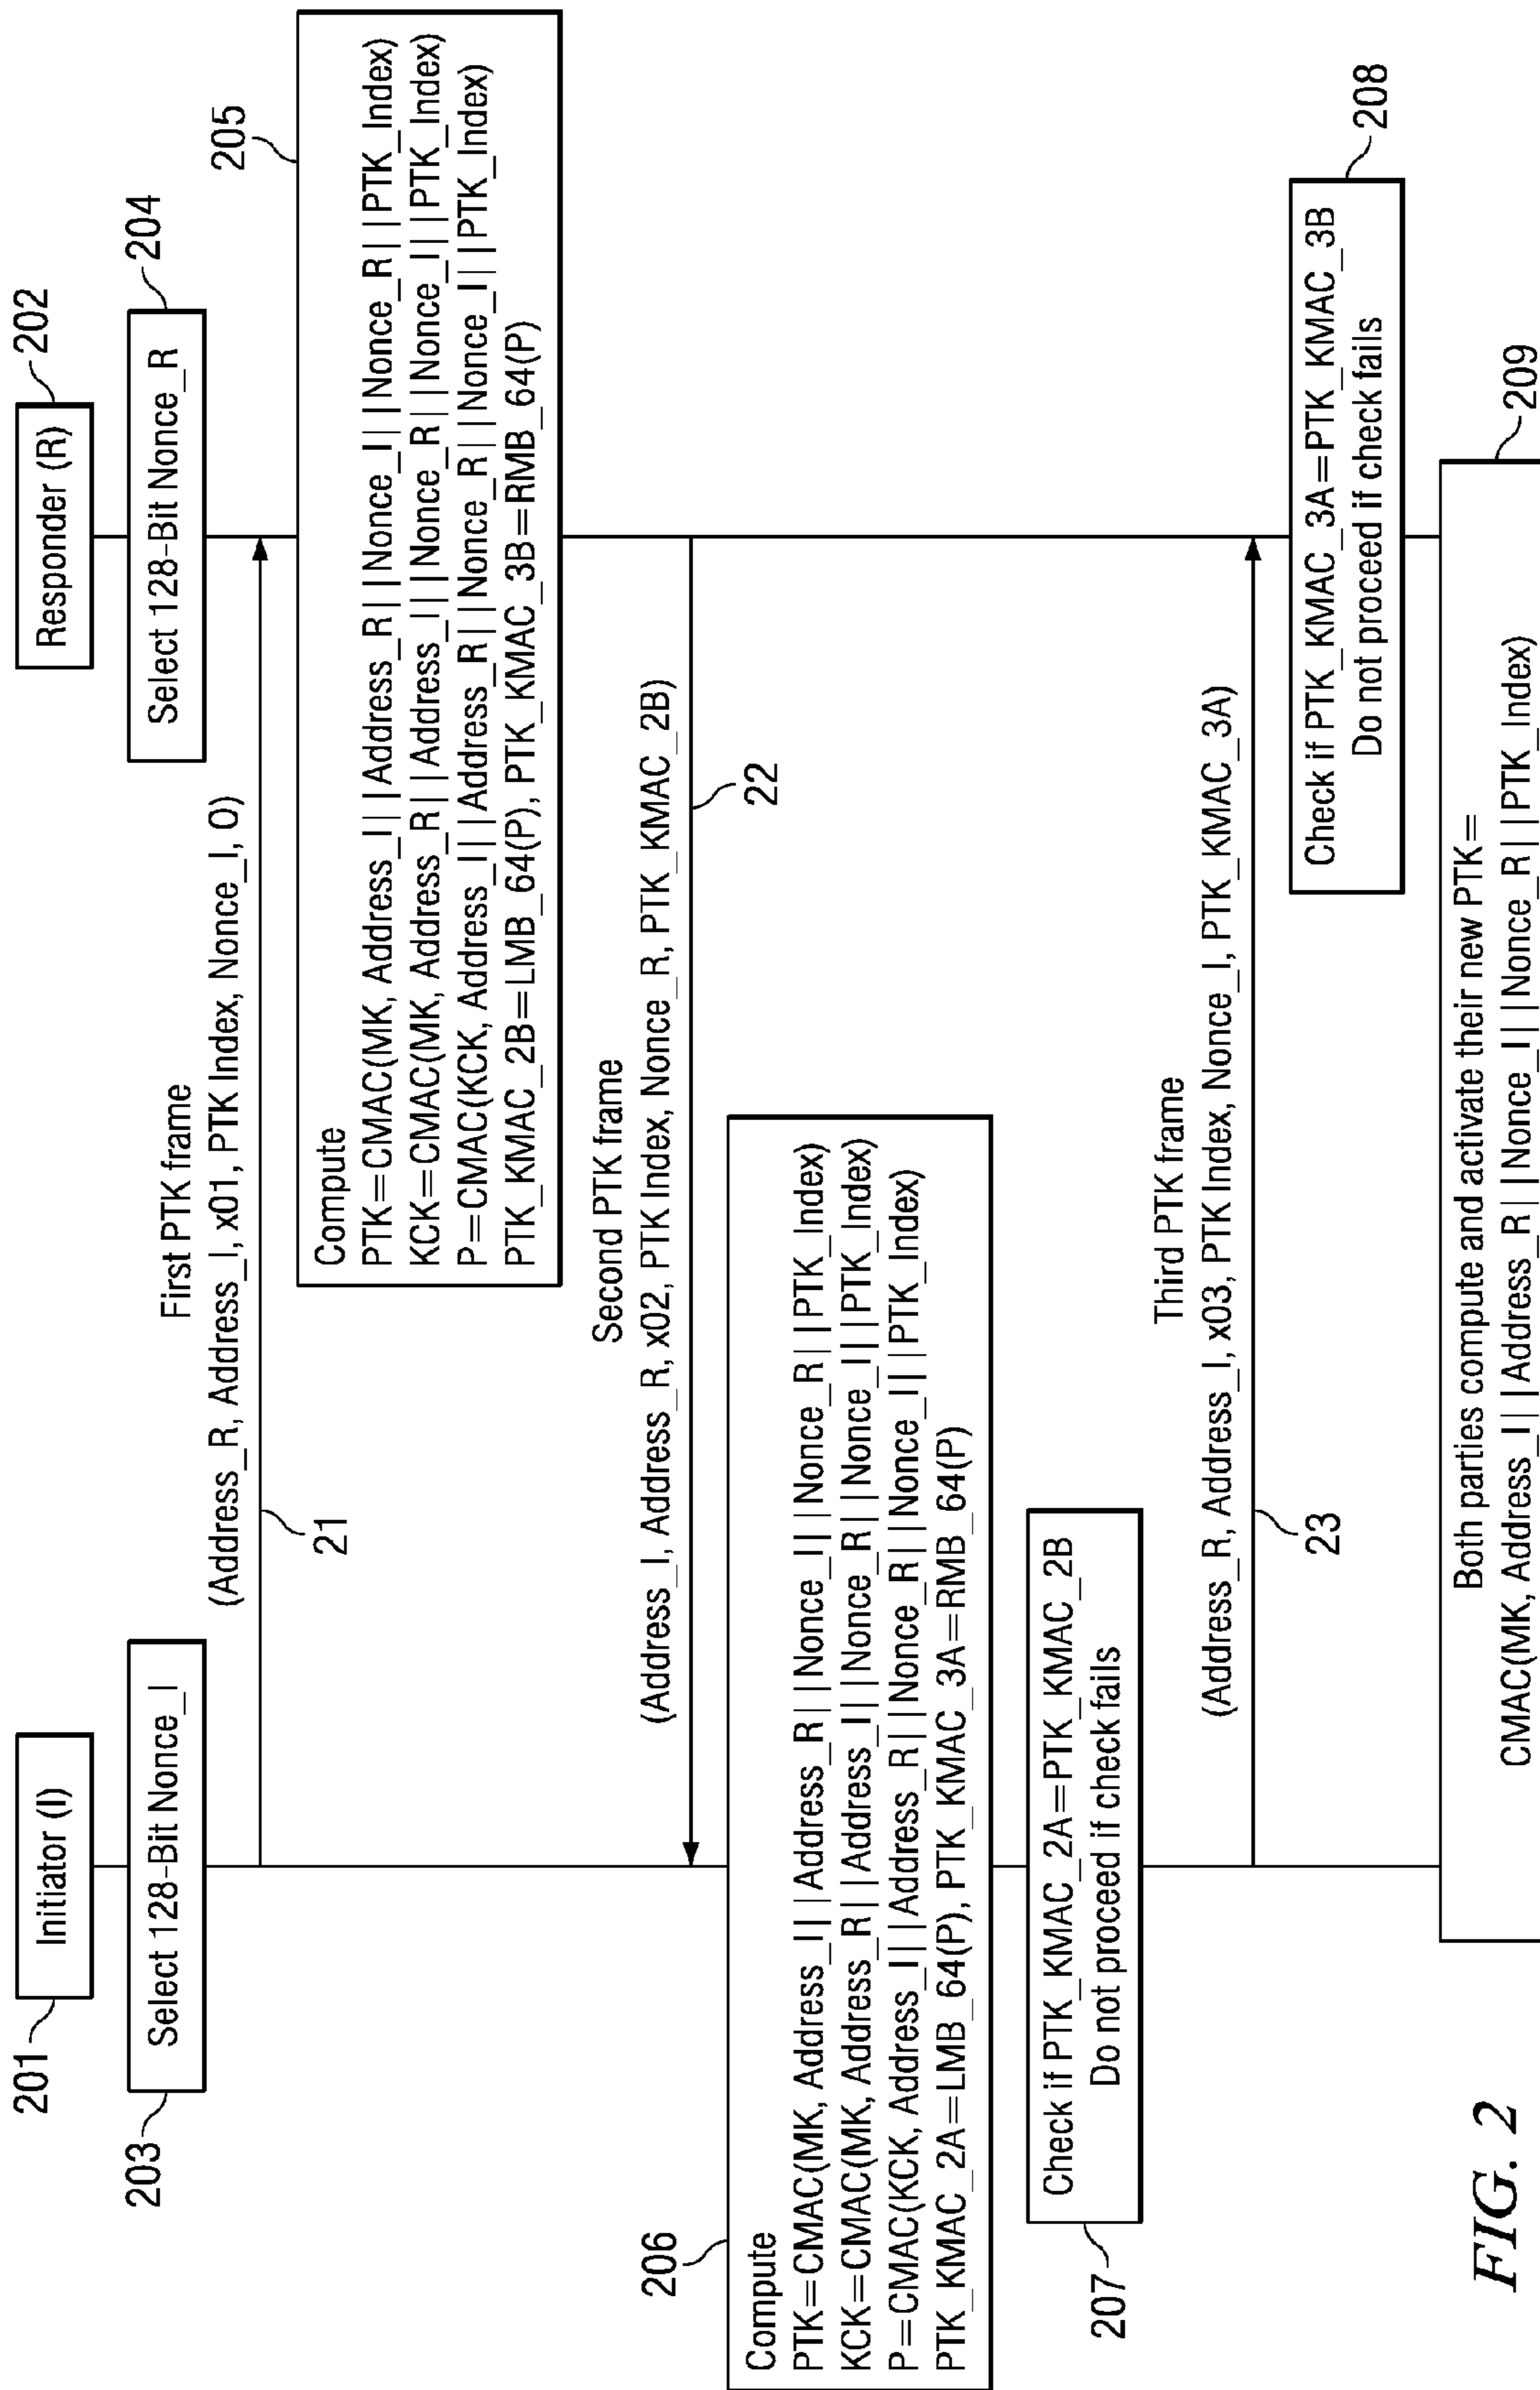 201
Initiator (I)
Responder (R)
202
203
Select 128-Bit Nonce_I
Select 128-Bit Nonce_R
204
First PTK frame
(Address_R, Address_I, x01, PTK Index, Nonce_I, 0)
21
205
Compute
PTK=CMAC(MK, Address_I||Address_R||Nonce_I||Nonce_R||PTK_Index)
KCK=CMAC(MK, Address_R||Address_I||Nonce_R||Nonce_I||PTK_Index)
P=CMAC(KCK, Address_I||Address_R||Nonce_R||Nonce_I||PTK_Index)
PTK_KMAC_2B=LMB_64(P), PTK_KMAC_3B=RMB_64(P)
Second PTK frame
(Address_I, Address_R, x02, PTK Index, Nonce_R, PTK_KMAC_2B)
22
206
Compute
PTK=CMAC(MK, Address_I||Address_R||Nonce_I||Nonce_R||PTK_Index)
KCK=CMAC(MK, Address_R||Address_I||Nonce_R||Nonce_I||PTK_Index)
P=CMAC(KCK, Address_I||Address_R||Nonce_R||Nonce_I||PTK_Index)
PTK_KMAC_2A=LMB_64(P), PTK_KMAC_3A=RMB_64(P)
207
Check if PTK_KMAC_2A=PTK_KMAC_2B
Do not proceed if check fails
Third PTK frame
(Address_R, Address_I, x03, PTK Index, Nonce_I, PTK_KMAC_3A)
23
Check if PTK_KMAC_3A=PTK_KMAC_3B
Do not proceed if check fails
208
Both parties compute and activate their new PTK=
CMAC(MK, Address_I||Address_R||Nonce_I||Nonce_R||PTK_Index)
209
FIG. 2